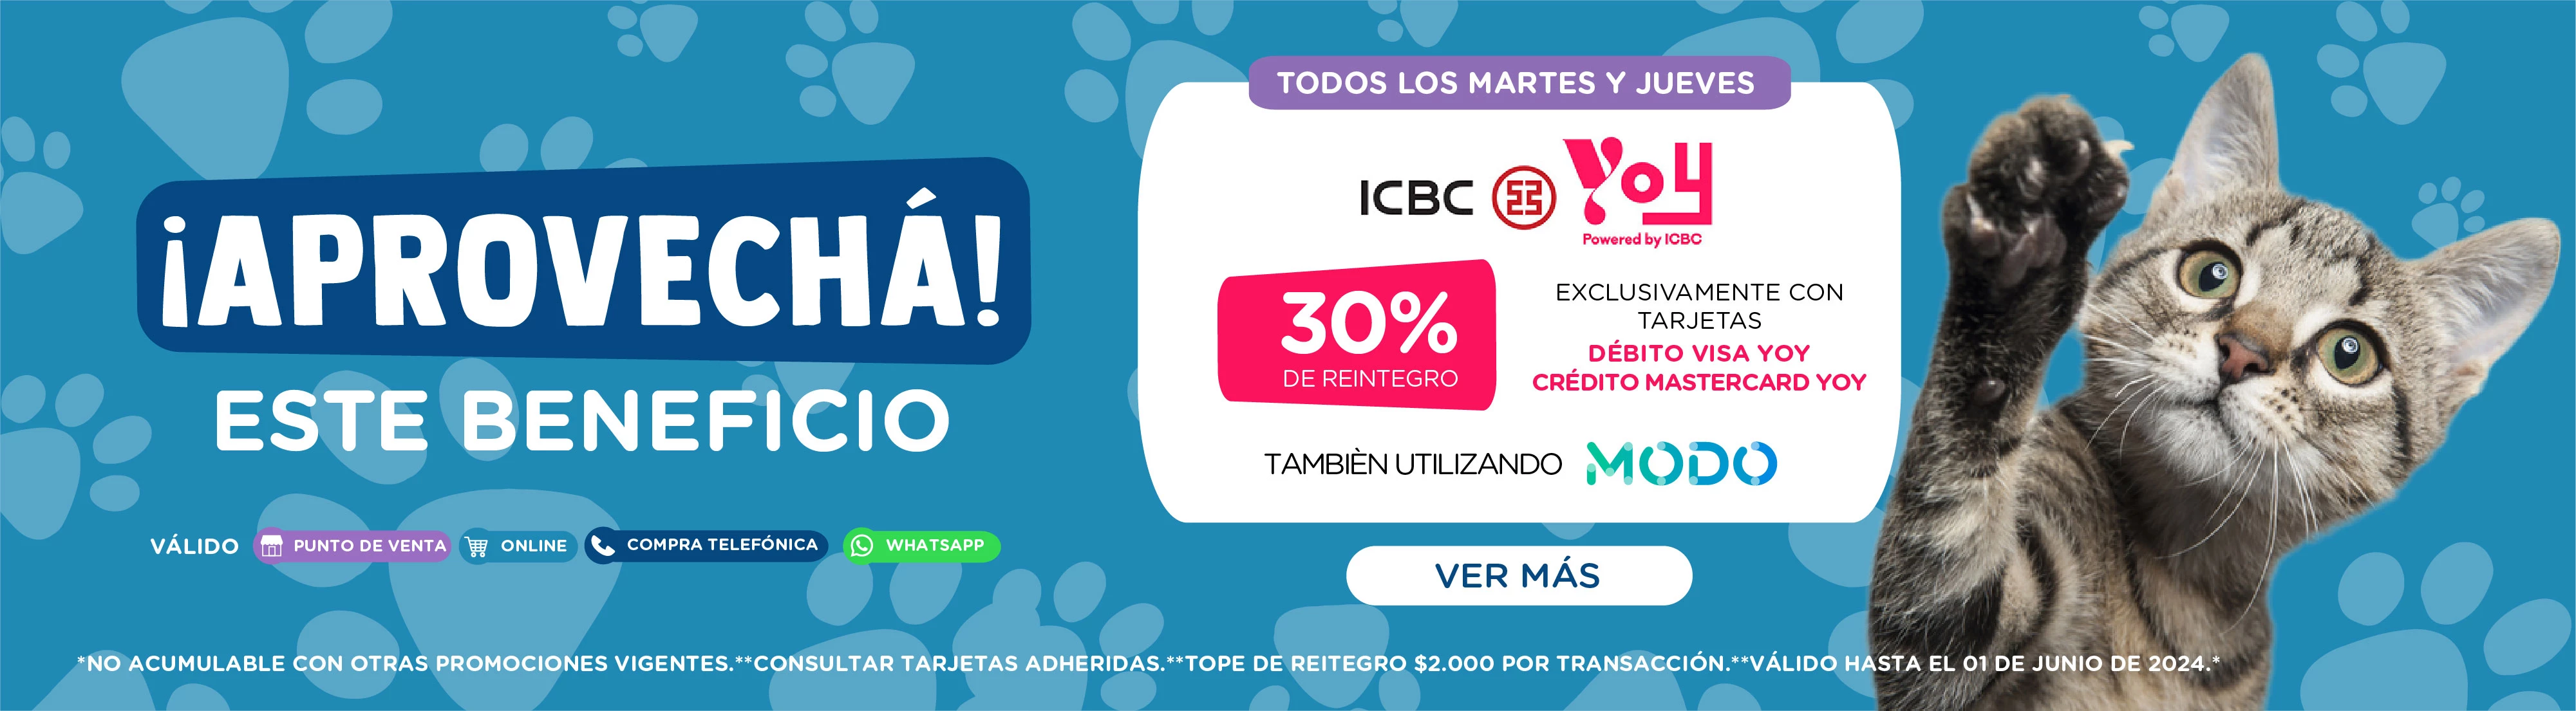 ¡APROVECHÁ!
ESTE BENEFICIO
VÁLIDO PUNTO DE VENTA ONLINE COMPRA TELEFÓNICA WHATSAPP
TODOS LOS MARTES Y JUEVES
ICBC YOY
Powered by ICBC
30%
DE REINTEGRO
EXCLUSIVAMENTE CON
TARJETAS
DÉBITO VISA YOY
CRÉDITO MASTERCARD YOY
TAMBIÈN UTILIZANDO MODO
VER MÁS
*NO ACUMULABLE CON OTRAS PROMOCIONES VIGENTES.**CONSULTAR TARJETAS ADHERIDAS.**TOPE DE REITEGRO $2.000 POR TRANSACCIÓN.**VÁLIDO HASTA EL 01 DE JUNIO DE 2024.*